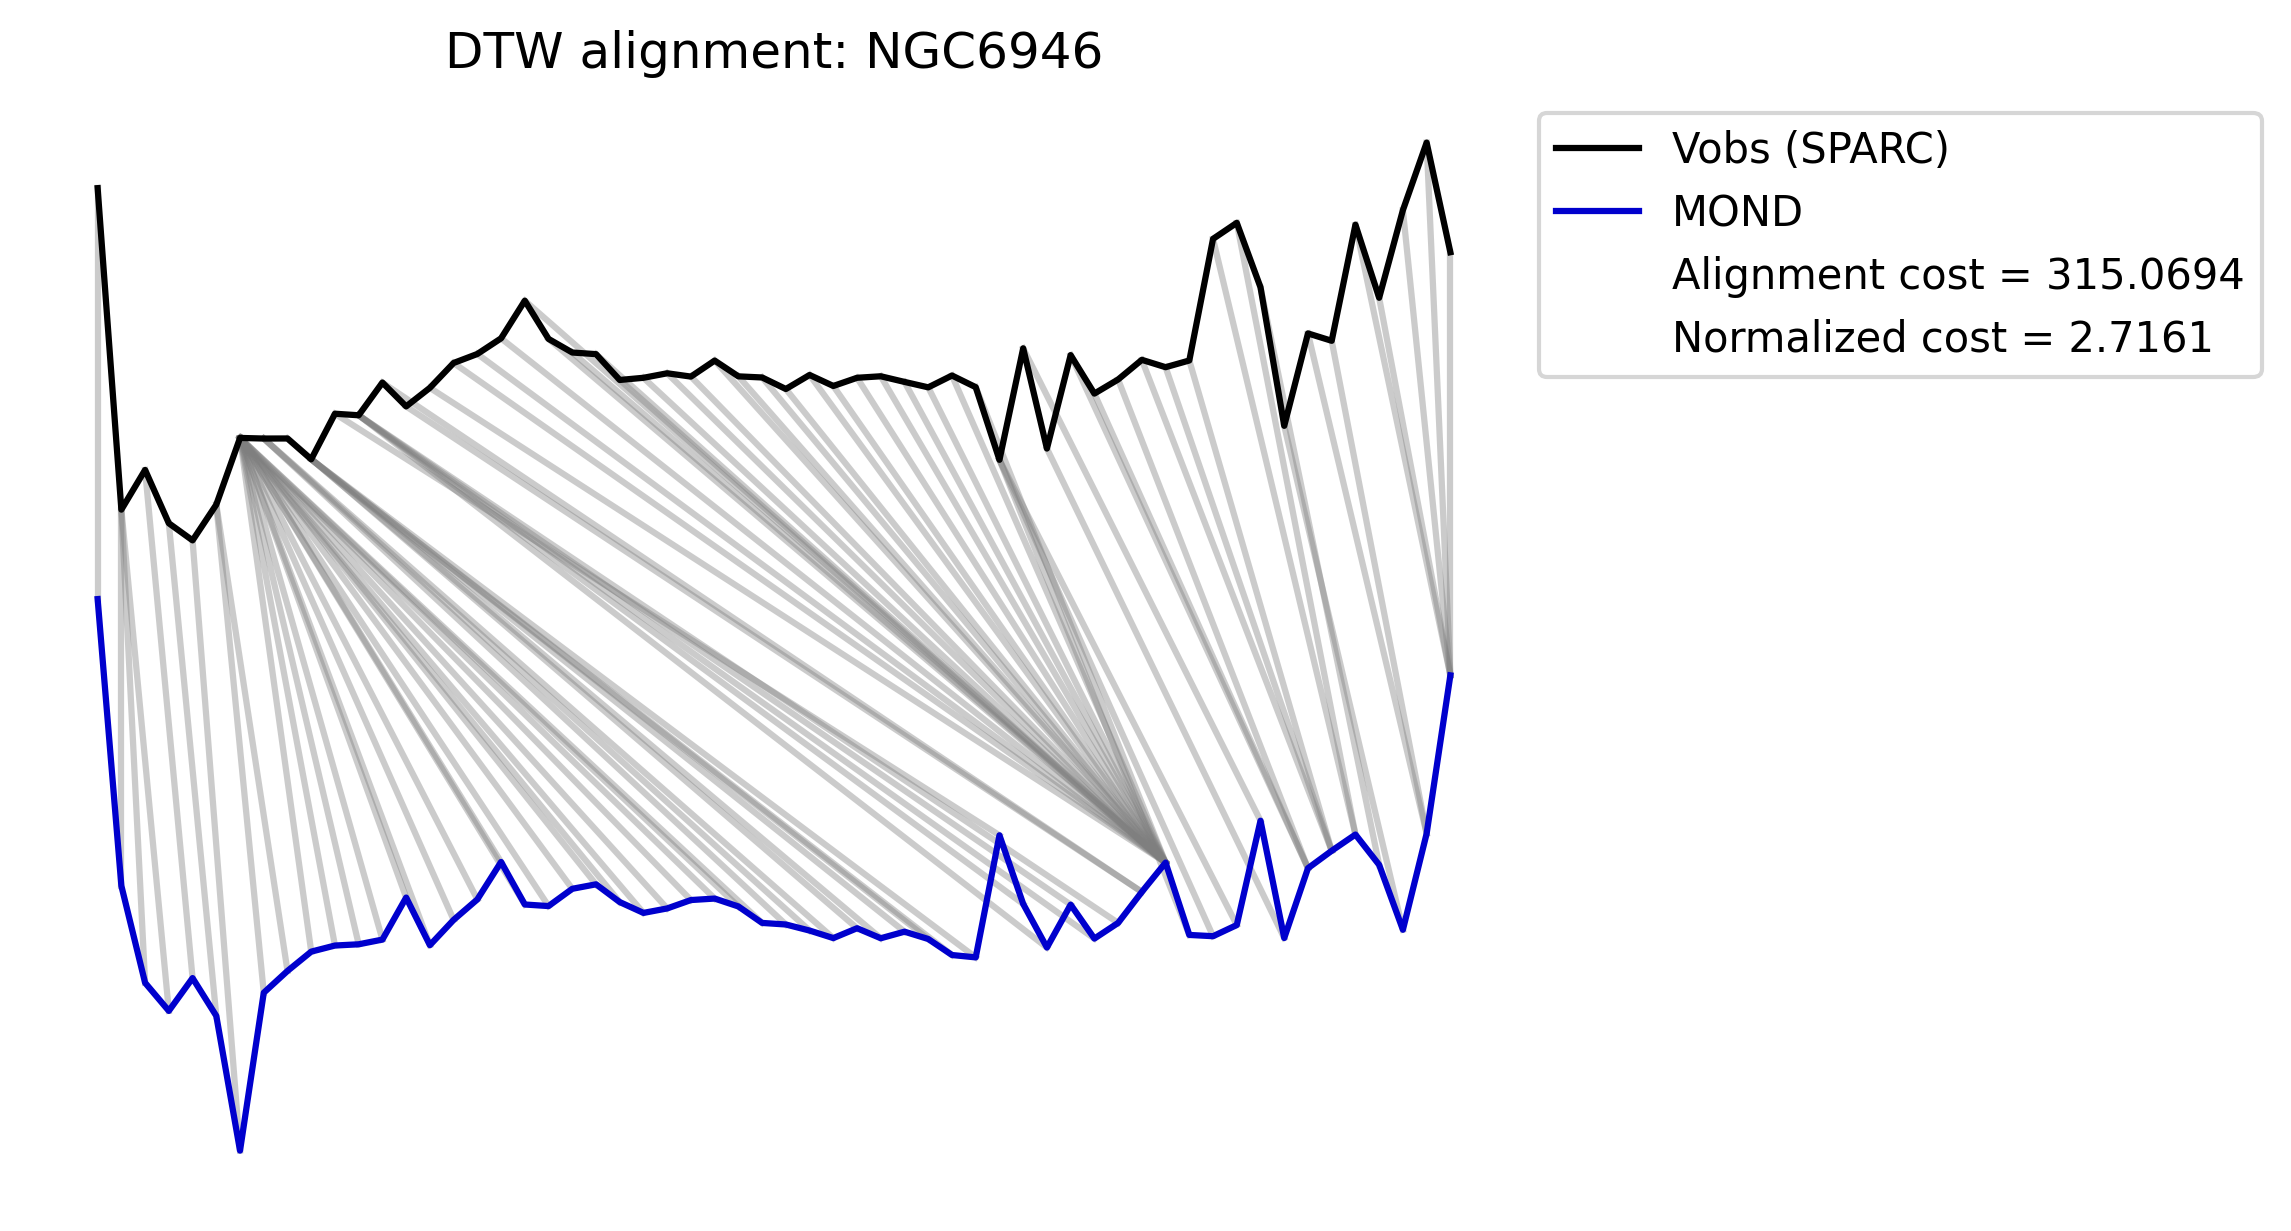 DTW alignment: NGC6946
Vobs (SPARC)
MOND
Alignment cost = 315.0694
Normalized cost = 2.7161